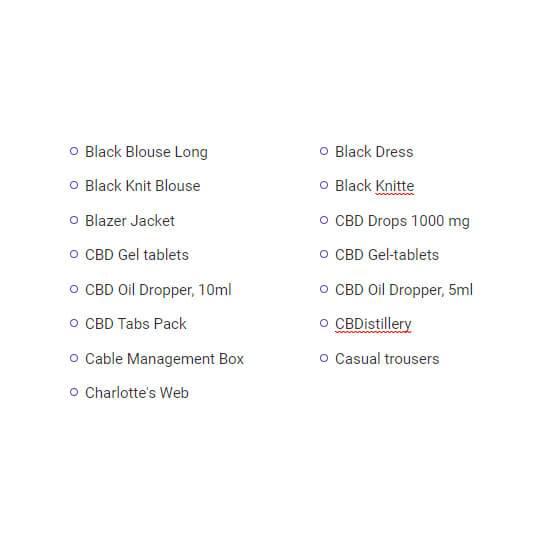 Black Blouse Long
Black Dress
Black Knit Blouse
Black Knitte
Blazer Jacket
CBD Drops 1000 mg
CBD Gel tablets
CBD Gel-tablets
CBD Oil Dropper, 10ml
CBD Oil Dropper, 5ml
CBD Tabs Pack
CBDistillery
Cable Management Box
Casual trousers
Charlotte's Web